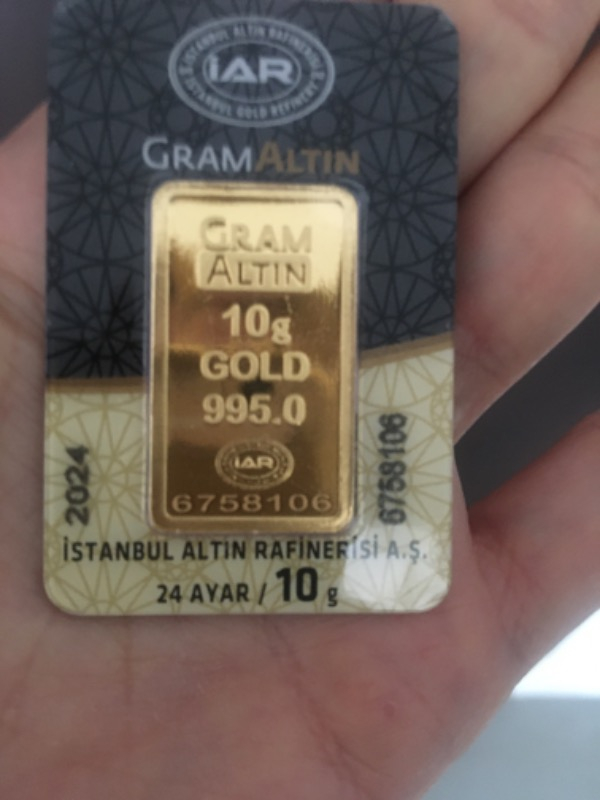 İSTANBUL ALTIN RAFİNERİSİ
İAR
İSTANBUL GOLD REFINERY
GRAMALTIN
GRAM
ALTIN
10g
GOLD
995.0
İAR
6758106
2024
6758106
İSTANBUL ALTIN RAFİNERİSİ A.Ş.
24 AYAR / 10 g